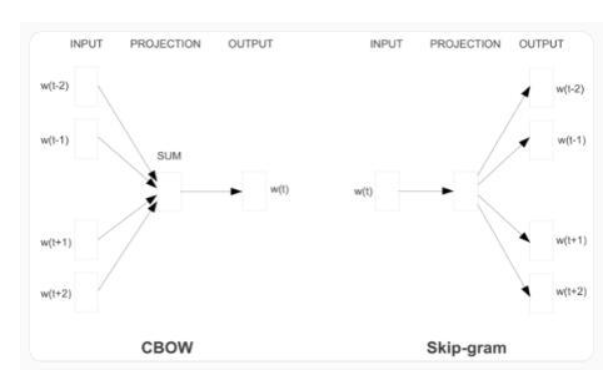 INPUT PROJECTION OUTPUT INPUT PROJECTION OUTPUT
w(t-2) w(t-2)
w(t-1) w(t-1)
SUM
w(t) w(t)
w(t+1) w(t+1)
w(t+2) w(t+2)
CBOW Skip-gram